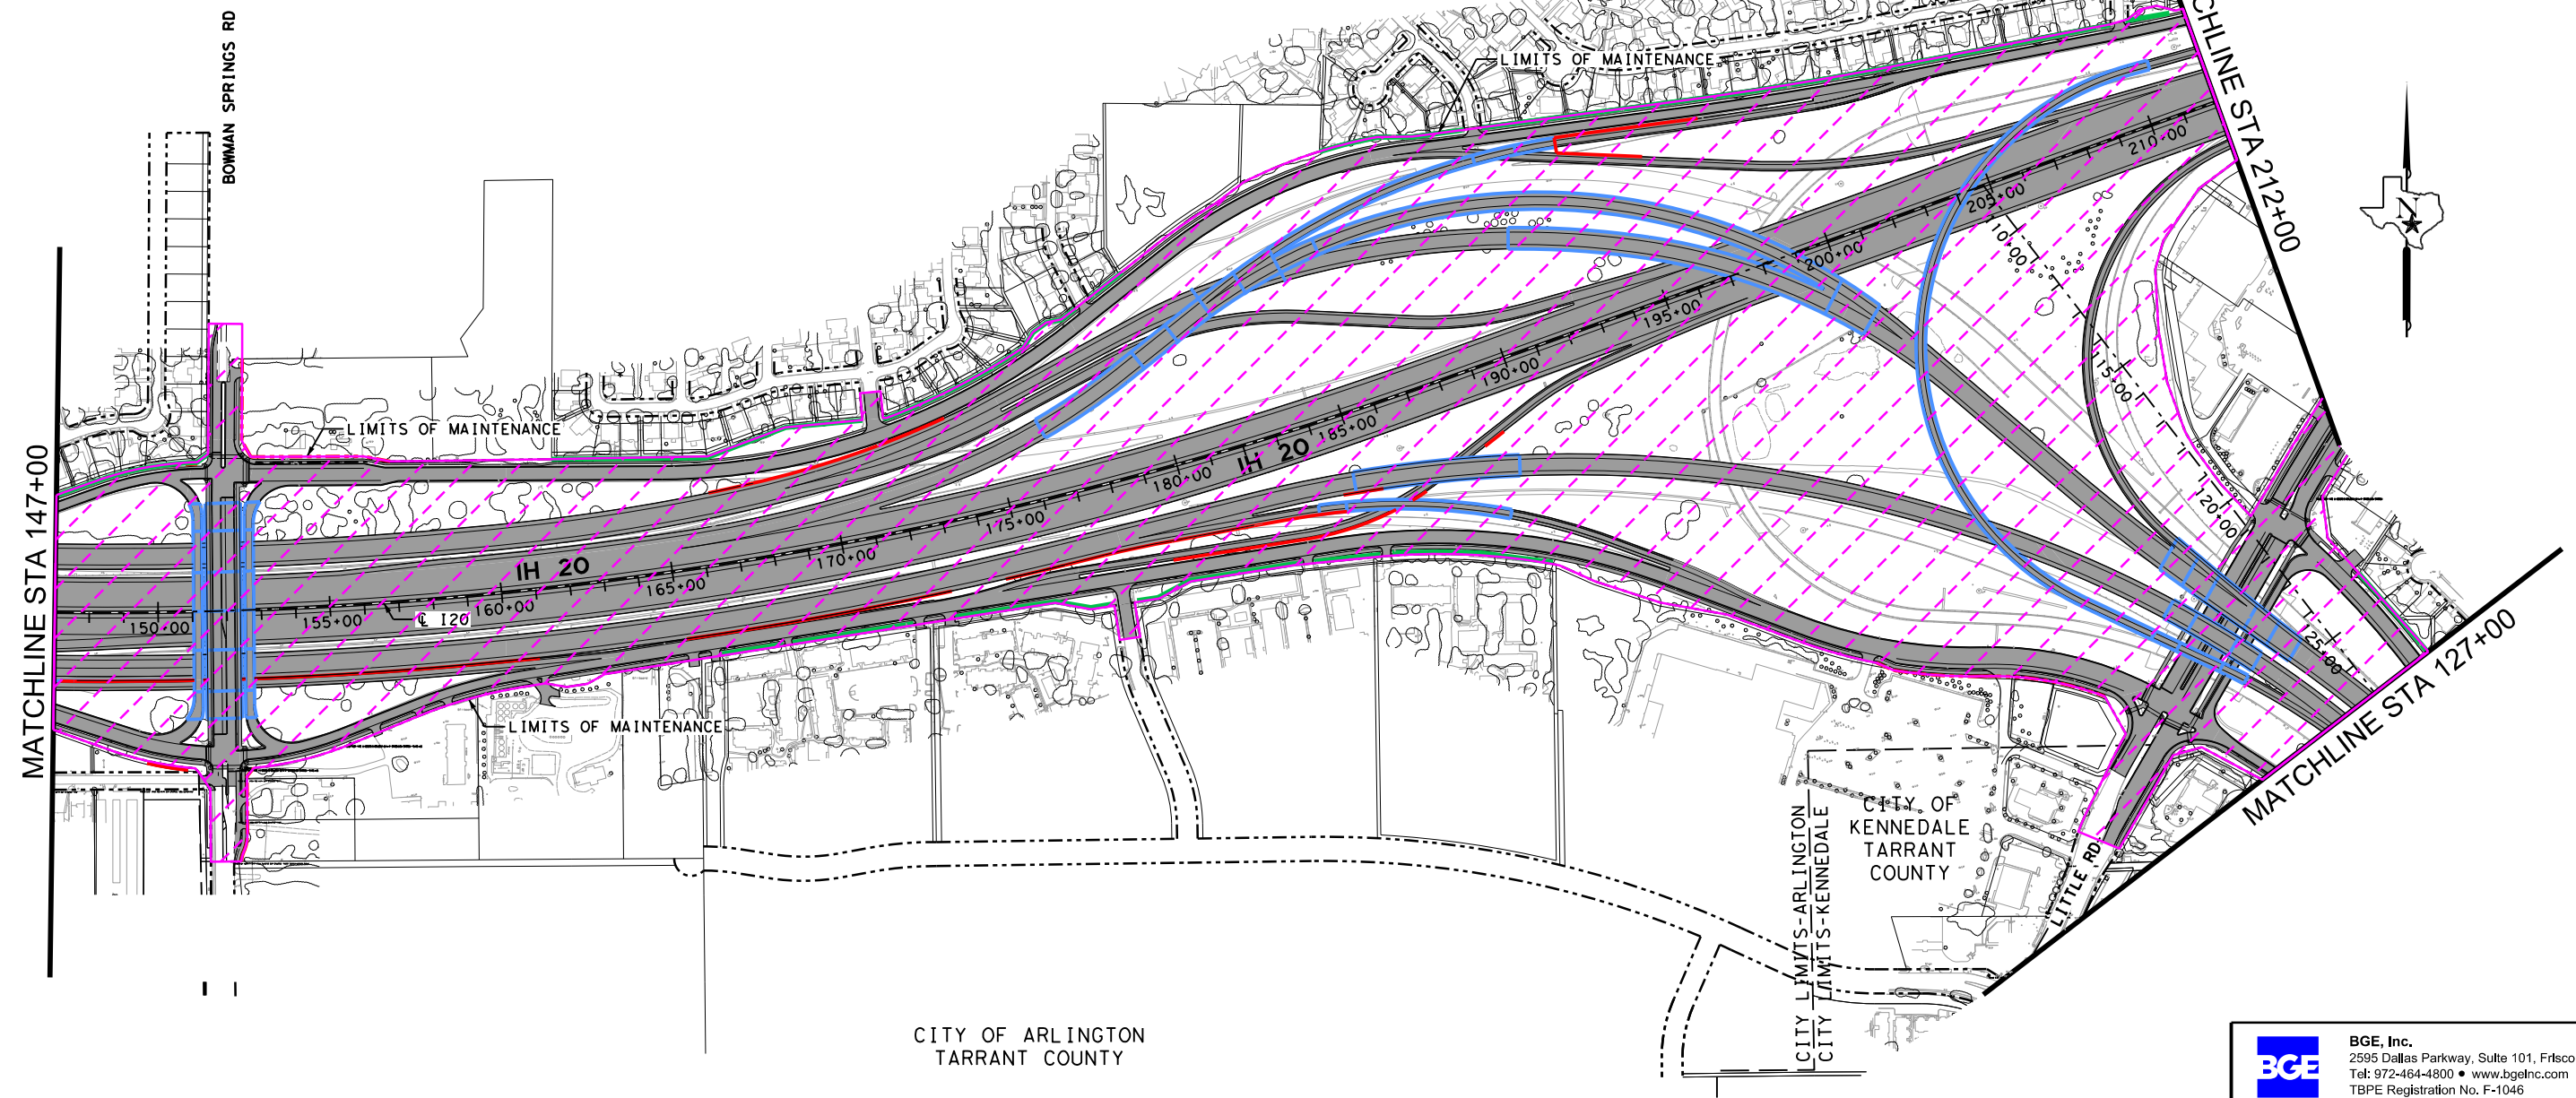 BOWMAN SPRINGS RD
LIMITS OF MAINTENANCE
CHLINE STA 212+00
N
210+00
205+00
200+00
195+00
190+00
185+00
180+00
175+00
170+00
165+00
160+00
155+00
150+00
IH 20
IH 20
℄ I20
10+00
15+00
120+00
25+00
LIMITS OF MAINTENANCE
MATCHLINE STA 147+00
LIMITS OF MAINTENANCE
MATCHLINE STA 127+00
CITY LIMITS-ARLINGTON
CITY LIMITS-KENNEDALE
CITY OF
KENNEDALE
TARRANT
COUNTY
LITTLE RD
CITY OF ARLINGTON
TARRANT COUNTY
BGE
BGE, Inc.
2595 Dallas Parkway, Suite 101, Frisco
Tel: 972-464-4800 ● www.bgeinc.com
TBPE Registration No. F-1046